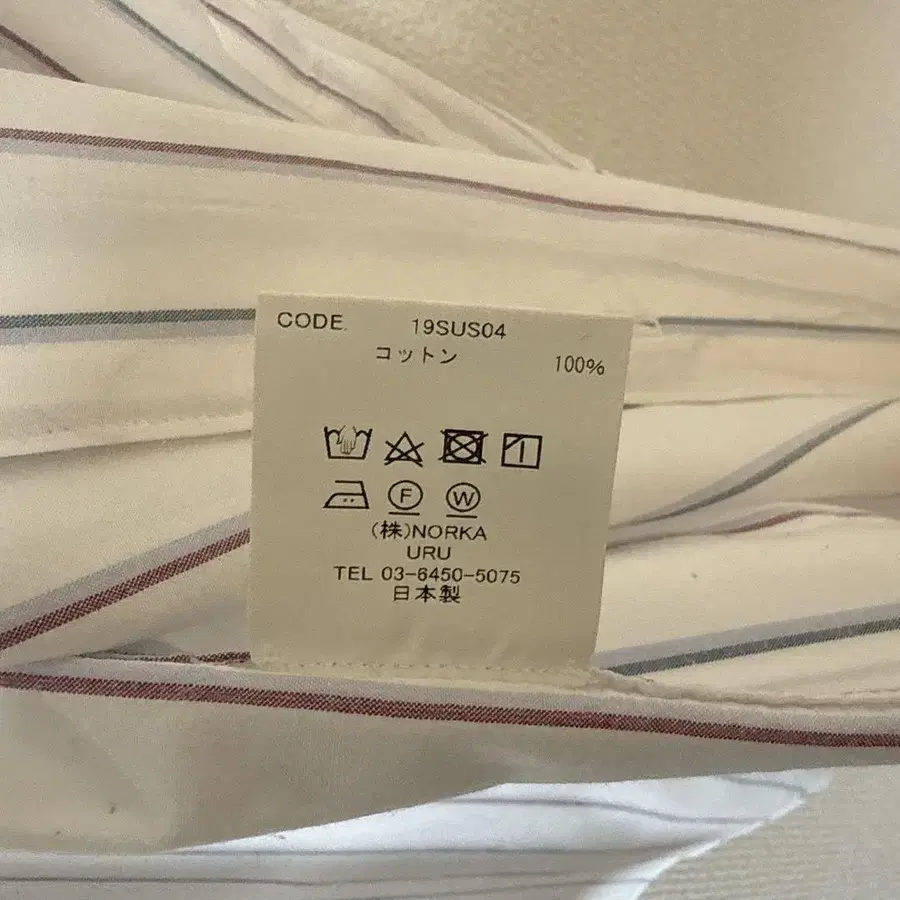 CODE. 19SUS04
コットン 100%
F W
(株)NORKA
URU
TEL 03-6450-5075
日本製